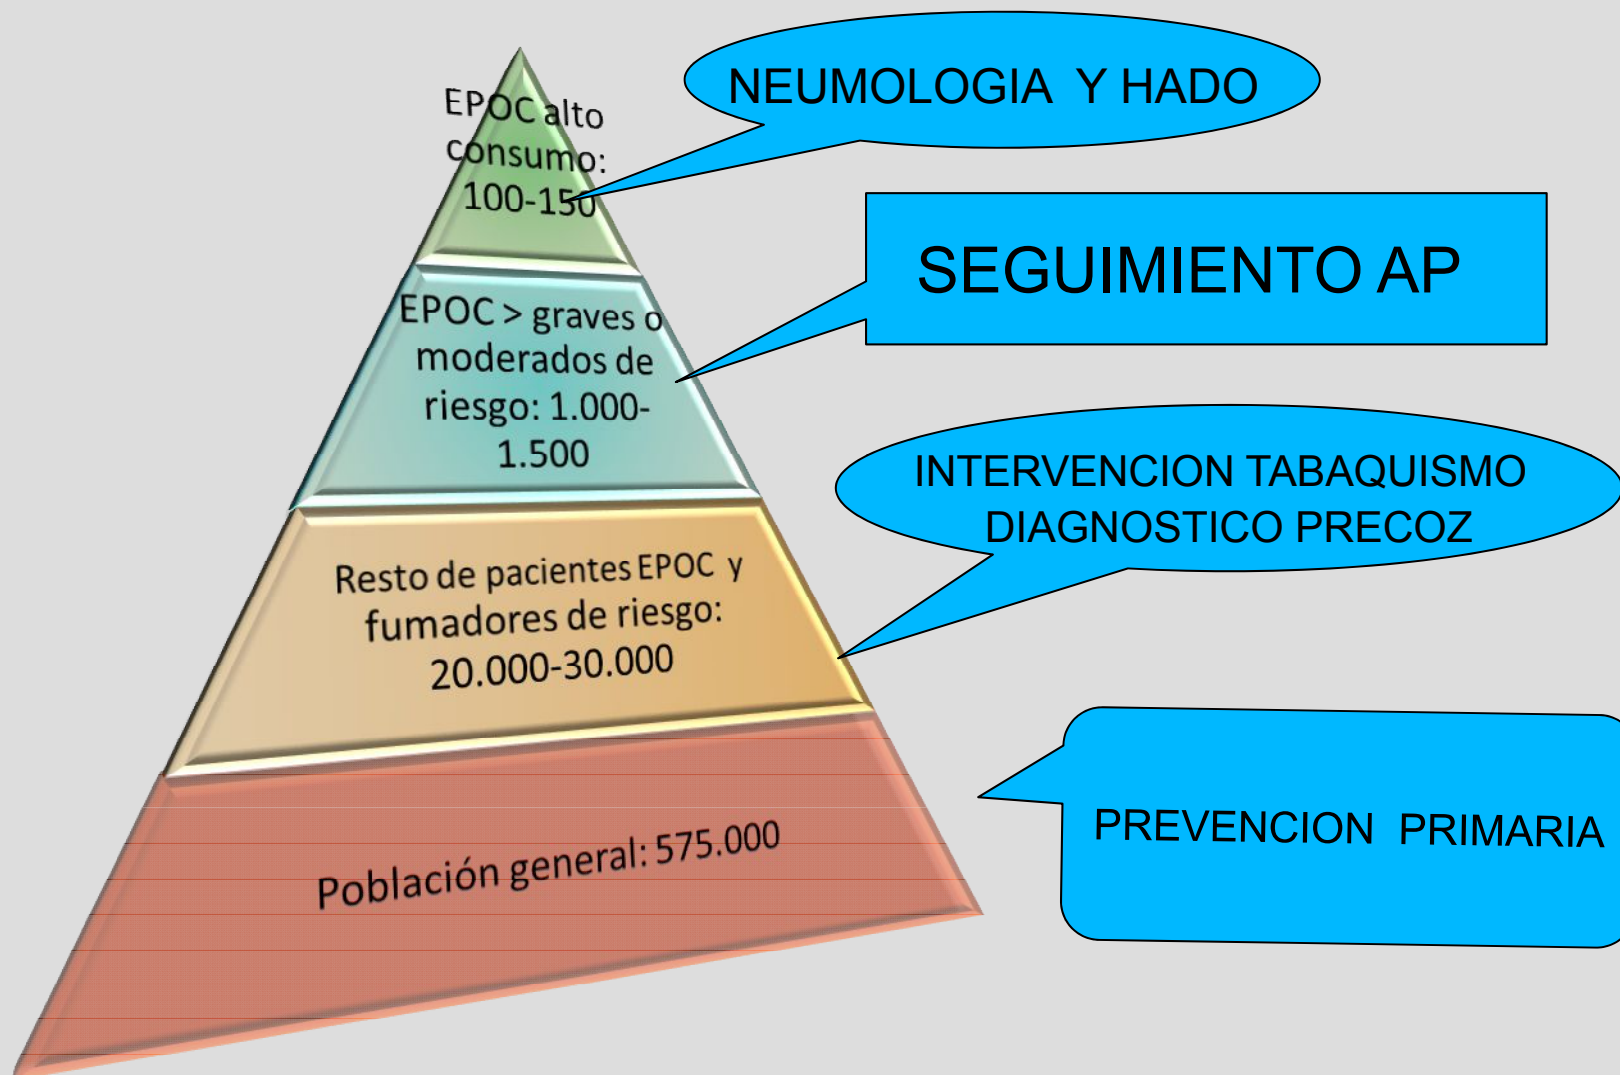 EPOC alto
consumo:
100-150
NEUMOLOGIA Y HADO
EPOC > graves o
moderados de
riesgo: 1.000-
1.500
SEGUIMIENTO AP
Resto de pacientes EPOC y
fumadores de riesgo:
20.000-30.000
INTERVENCION TABAQUISMO
DIAGNOSTICO PRECOZ
Población general: 575.000
PREVENCION PRIMARIA